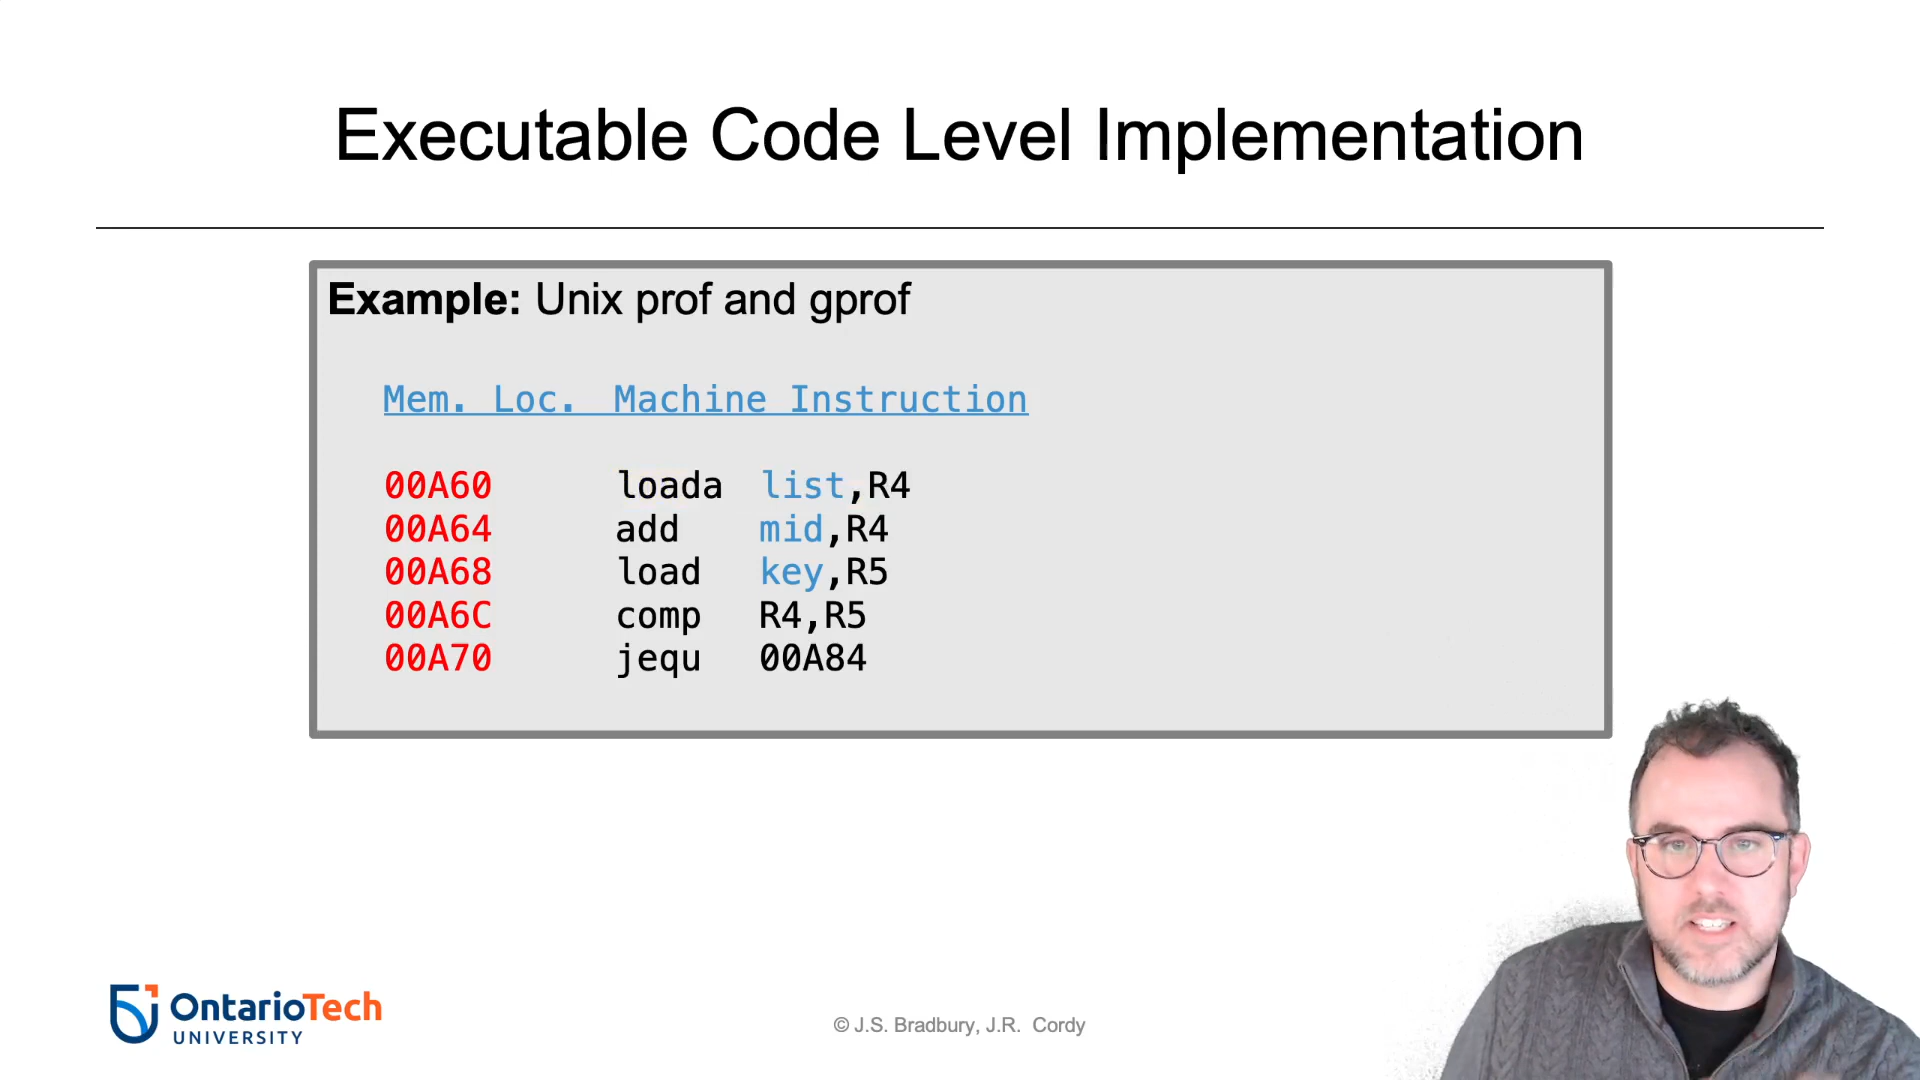 Executable Code Level Implementation
Example: Unix prof and gprof
Mem. Loc. Machine Instruction
00A60 loada list,R4
00A64 add mid,R4
00A68 load key,R5
00A6C comp R4,R5
00A70 jequ 00A84
OntarioTech
UNIVERSITY
© J.S. Bradbury, J.R. Cordy